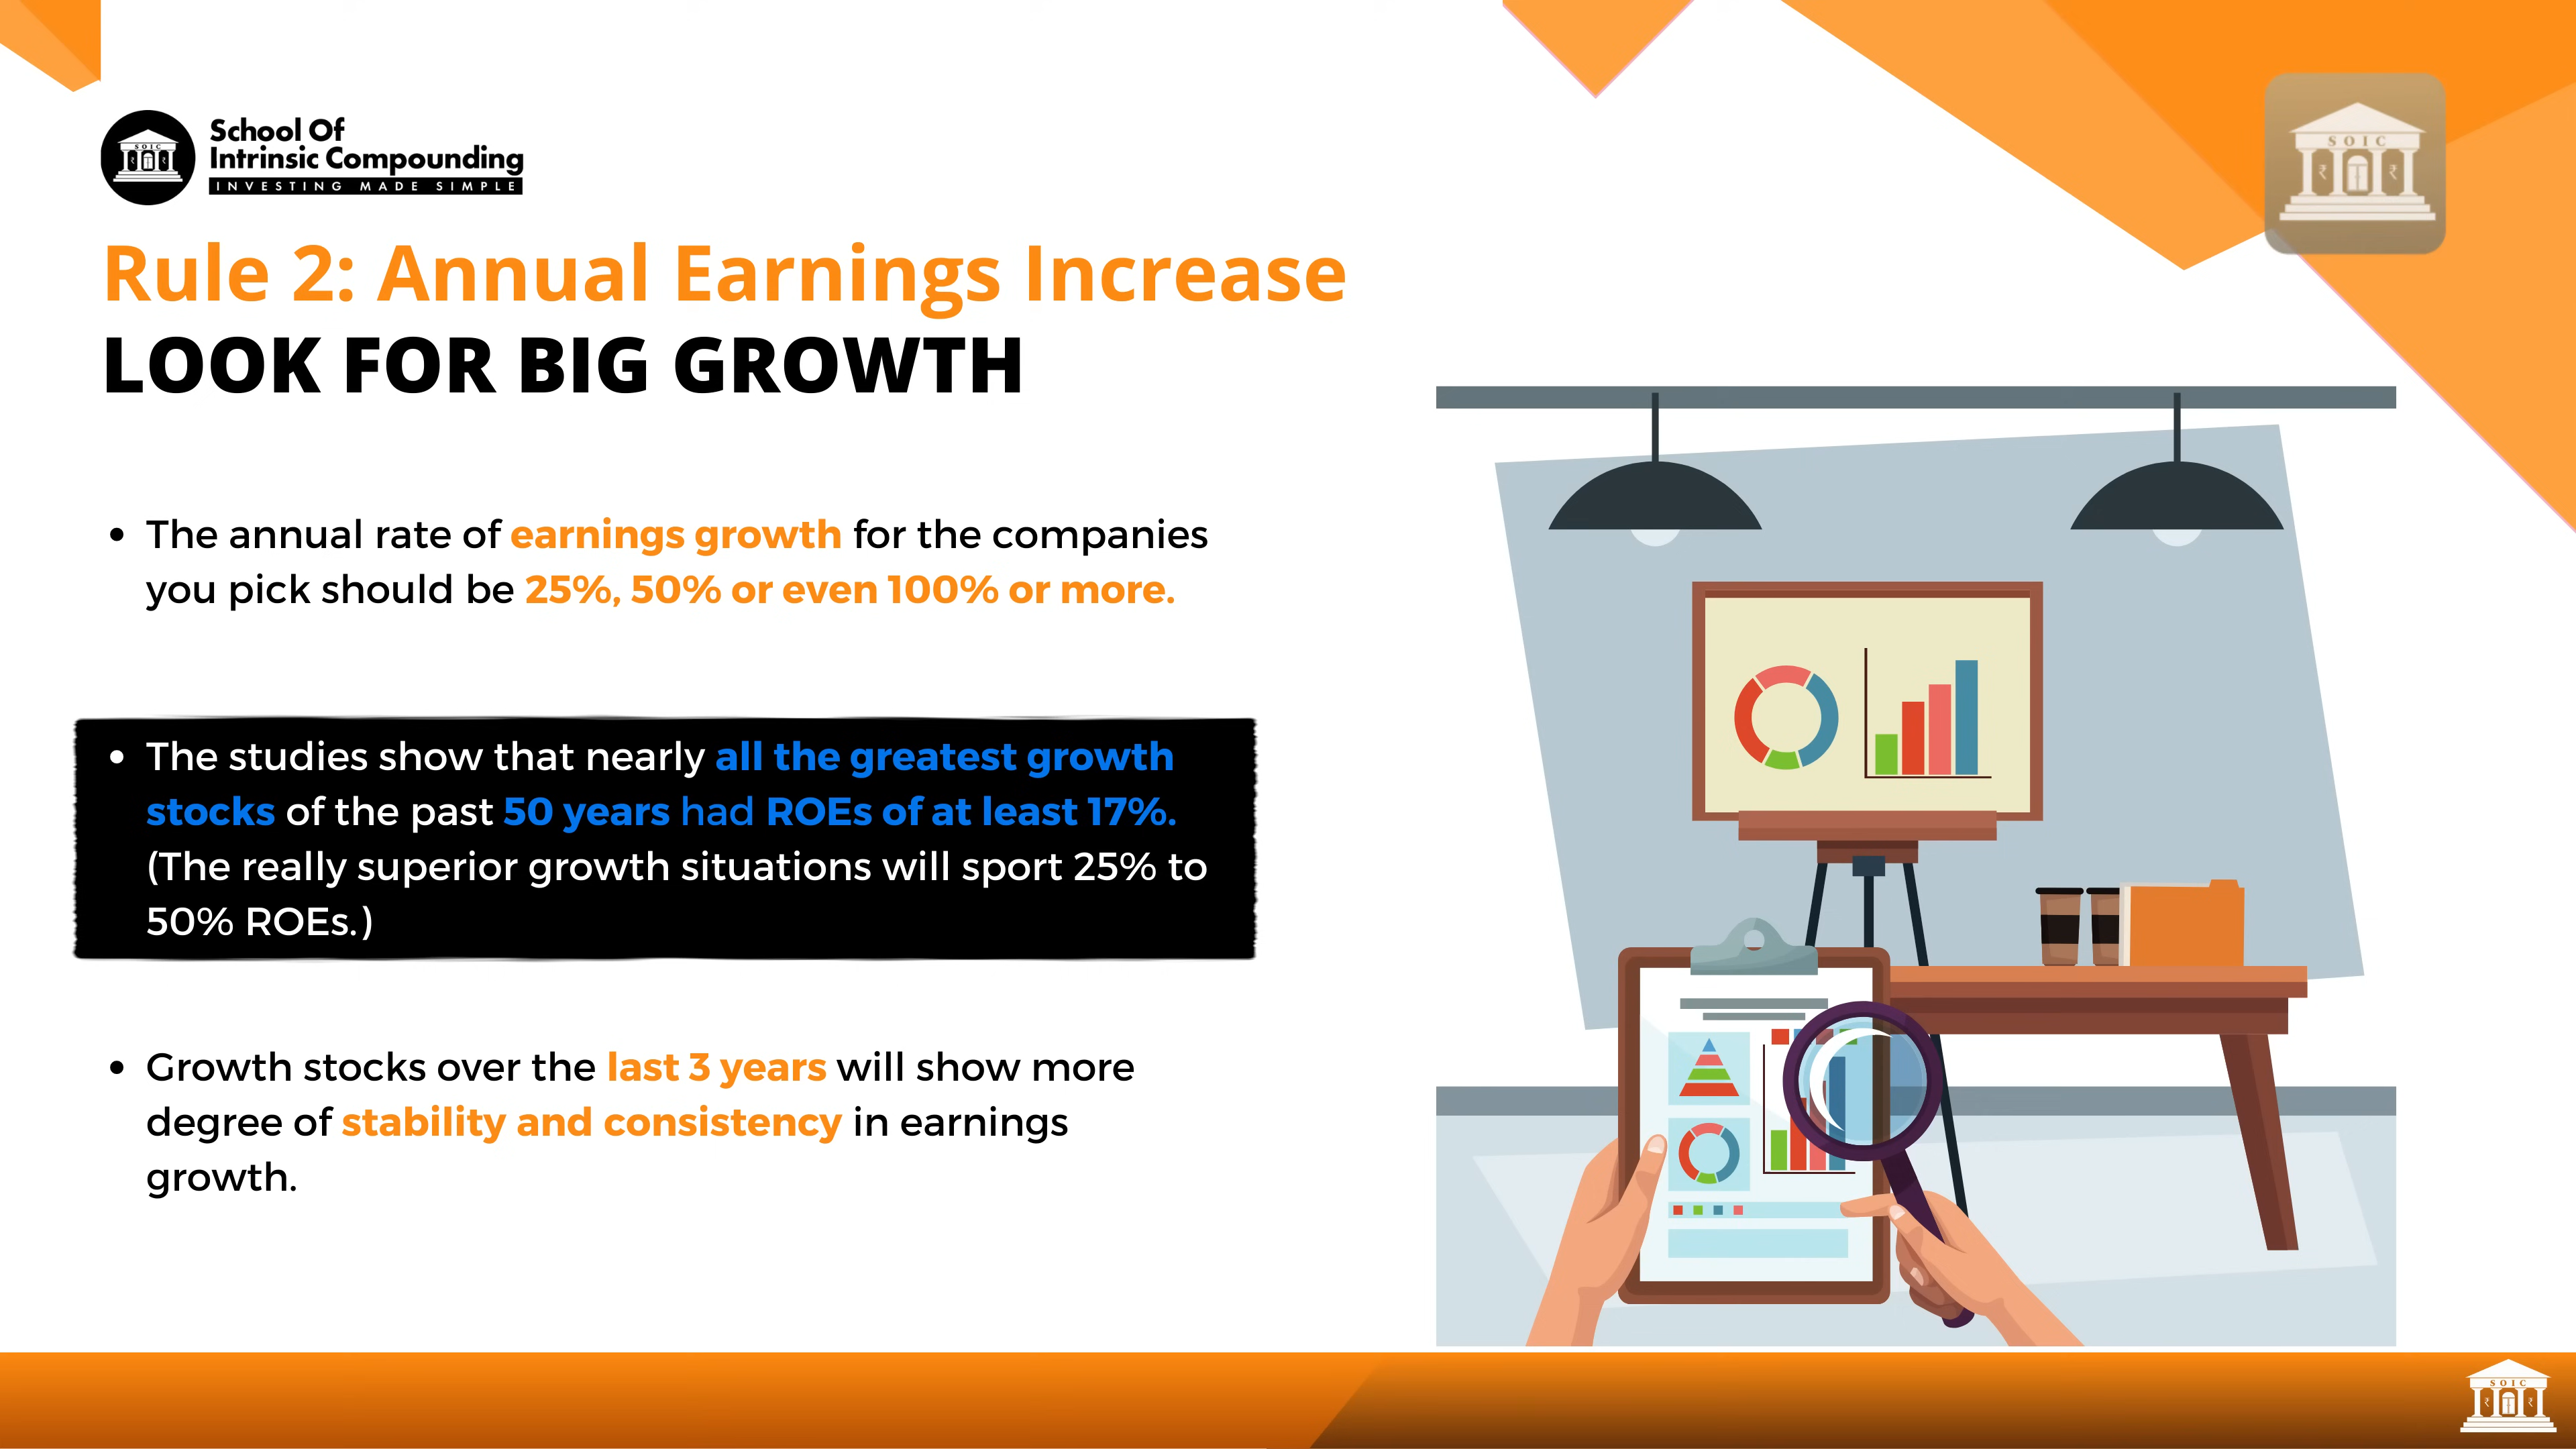 SOIC
School Of
Intrinsic Compounding
INVESTING MADE SIMPLE
SOIC
Rule 2: Annual Earnings Increase
LOOK FOR BIG GROWTH
• The annual rate of earnings growth for the companies
you pick should be 25%, 50% or even 100% or more.
• The studies show that nearly all the greatest growth
stocks of the past 50 years had ROEs of at least 17%.
(The really superior growth situations will sport 25% to
50% ROEs.)
• Growth stocks over the last 3 years will show more
degree of stability and consistency in earnings
growth.
SOIC